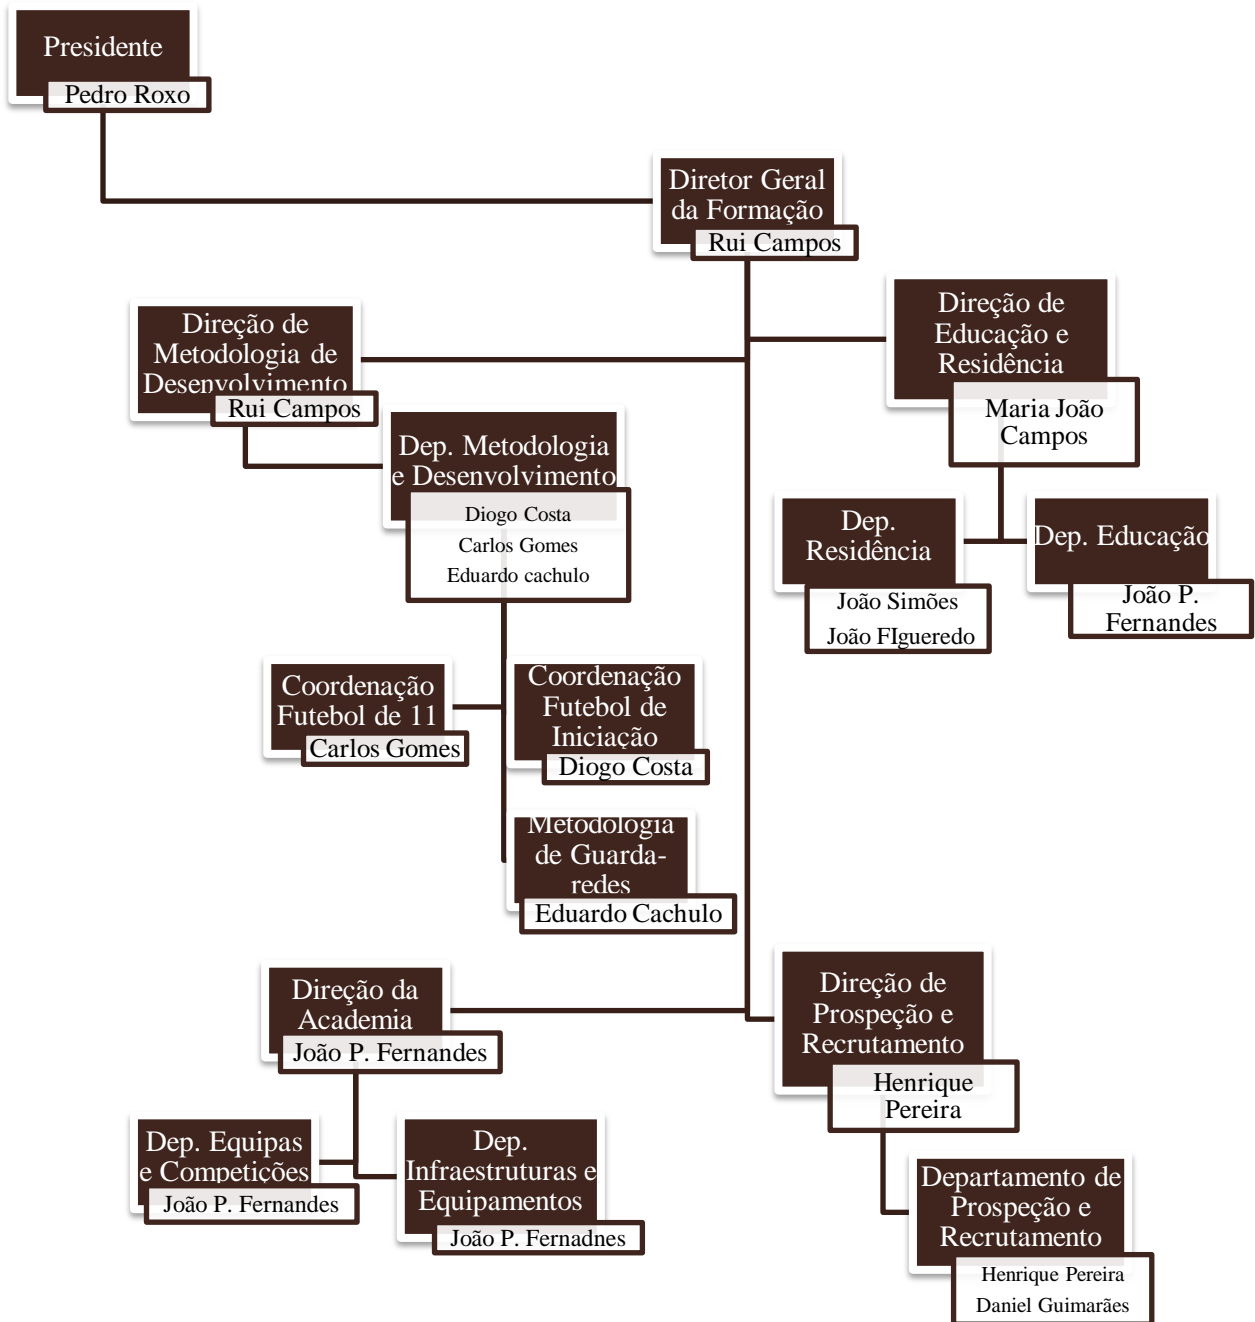 Presidente
Pedro Roxo
Diretor Geral
da Formação
Rui Campos
Direção de
Metodologia de
Desenvolvimento
Rui Campos
Direção de
Educação e
Residência
Maria João
Campos
Dep. Metodologia
e Desenvolvimento
Diogo Costa
Carlos Gomes
Eduardo cachulo
Dep.
Residência
João Simões
João FIgueredo
Dep. Educação
João P.
Fernandes
Coordenação
Futebol de 11
Carlos Gomes
Coordenação
Futebol de
Iniciação
Diogo Costa
Metodologia
de Guarda-
redes
Eduardo Cachulo
Direção da
Academia
João P. Fernandes
Direção de
Prospeção e
Recrutamento
Henrique
Pereira
Dep. Equipas
e Competições
João P. Fernandes
Dep.
Infraestruturas e
Equipamentos
João P. Fernadnes
Departamento de
Prospeção e
Recrutamento
Henrique Pereira
Daniel Guimarães